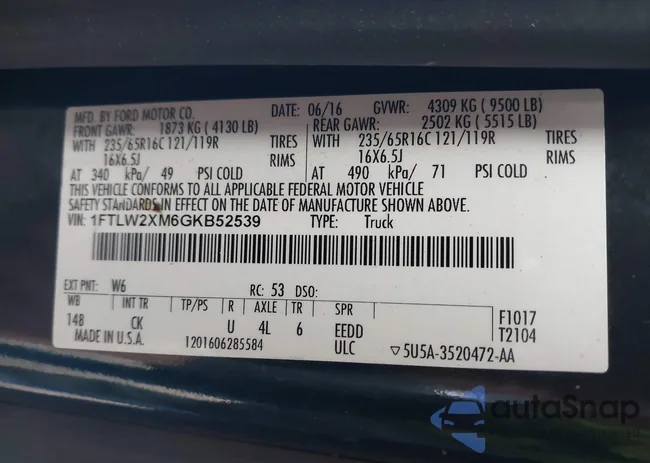 MFD. BY FORD MOTOR CO. DATE: 06/16 GVWR: 4309 KG ( 9500 LB)
FRONT GAWR: 1873 KG ( 4130 LB) REAR GAWR: 2502 KG ( 5515 LB)
WITH 235/65R16C 121/119R TIRES WITH 235/65R16C 121/119R TIRES
16X6.5J RIMS 16X6.5J RIMS
AT 340 kPa/ 49 PSI COLD AT 490 kPa/ 71 PSI COLD
THIS VEHICLE CONFORMS TO ALL APPLICABLE FEDERAL MOTOR VEHICLE
SAFETY STANDARDS IN EFFECT ON THE DATE OF MANUFACTURE SHOWN ABOVE.
VIN: 1FTLW2XM6GKB52539 TYPE: Truck
EXT PNT: W6 RC: 53 DSO:
WB INT TR TP/PS R AXLE TR SPR F1017
148 CK U 4L 6 EEDD T2104
MADE IN U.S.A. 1201606285584 ULC ▽5U5A-3520472-AA
autaSnap